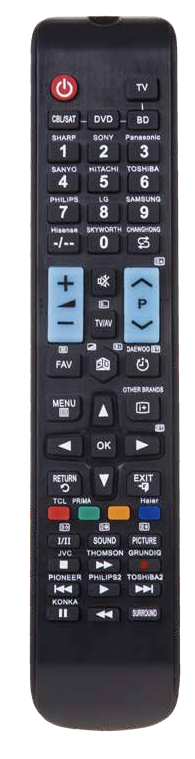 TV
CBL/SAT DVD BD
SHARP SONY Panasonic
1 2 3
SANYO HITACHI TOSHIBA
4 5 6
PHILIPS LG SAMSUNG
7 8 9
Hisense SKYWORTH CHANGHONG
-/-- 0
+ P
− TV/AV
DAEWOO
FAV 3D
OTHER BRANDS
MENU
OK
RETURN EXIT
TCL PRIMA Haier
I/II SOUND PICTURE
JVC THOMSON GRUNDIG
PIONEER PHILIPS2 TOSHIBA2
KONKA
SURROUND